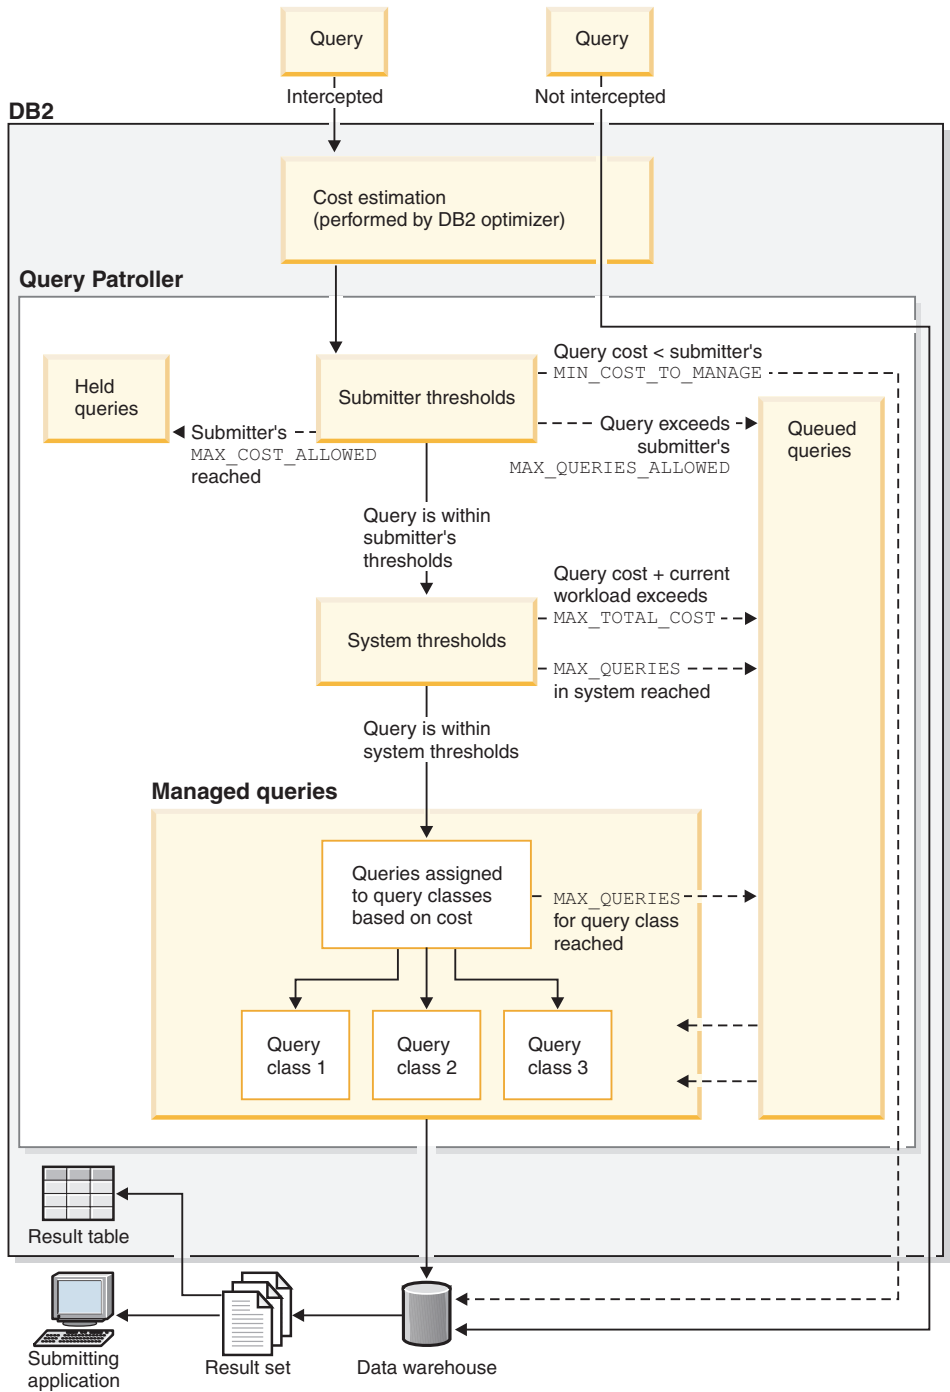 Query
Query
Intercepted
Not intercepted
DB2
Cost estimation
(performed by DB2 optimizer)
Query Patroller
Query cost < submitter's
MIN_COST_TO_MANAGE
Held
queries
Submitter thresholds
Submitter's
MAX_COST_ALLOWED
reached
Query exceeds
submitter's
MAX_QUERIES_ALLOWED
Queued
queries
Query is within
submitter's
thresholds
Query cost + current
workload exceeds
MAX_TOTAL_COST
System thresholds
MAX_QUERIES
in system reached
Query is within
system thresholds
Managed queries
Queries assigned
to query classes
based on cost
MAX_QUERIES
for query class
reached
Query
class 1
Query
class 2
Query
class 3
Result table
Submitting
application
Result set
Data warehouse